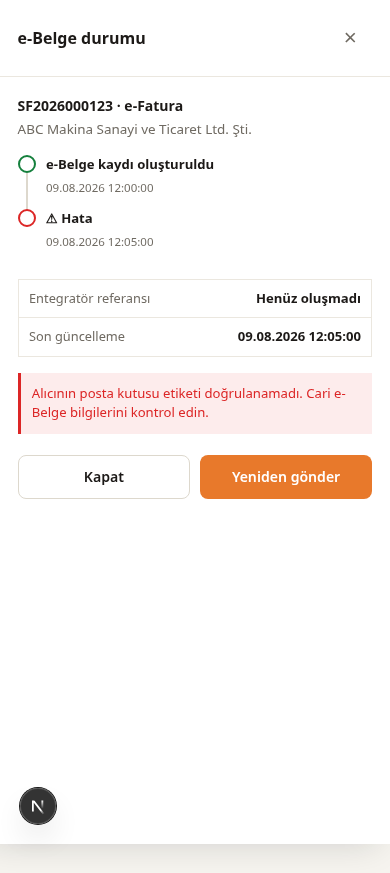 e-Belge durumu
×
SF2026000123 · e-Fatura
ABC Makina Sanayi ve Ticaret Ltd. Şti.
e-Belge kaydı oluşturuldu
09.08.2026 12:00:00
⚠ Hata
09.08.2026 12:05:00
Entegratör referansı Henüz oluşmadı
Son güncelleme 09.08.2026 12:05:00
Alıcının posta kutusu etiketi doğrulanamadı. Cari e-
Belge bilgilerini kontrol edin.
Kapat Yeniden gönder
N